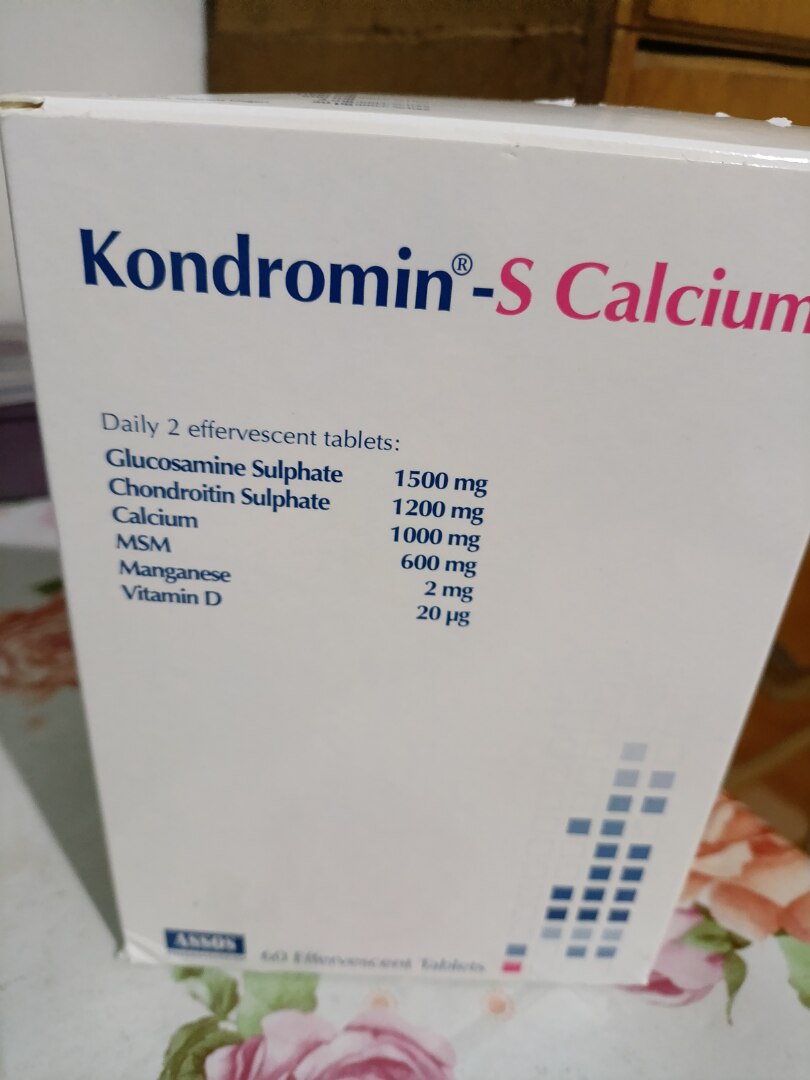 Kondromin®-S Calcium
Daily 2 effervescent tablets:
Glucosamine Sulphate 1500 mg
Chondroitin Sulphate 1200 mg
Calcium 1000 mg
MSM 600 mg
Manganese 2 mg
Vitamin D 20 µg
ASSOS
60 Effervescent Tablets